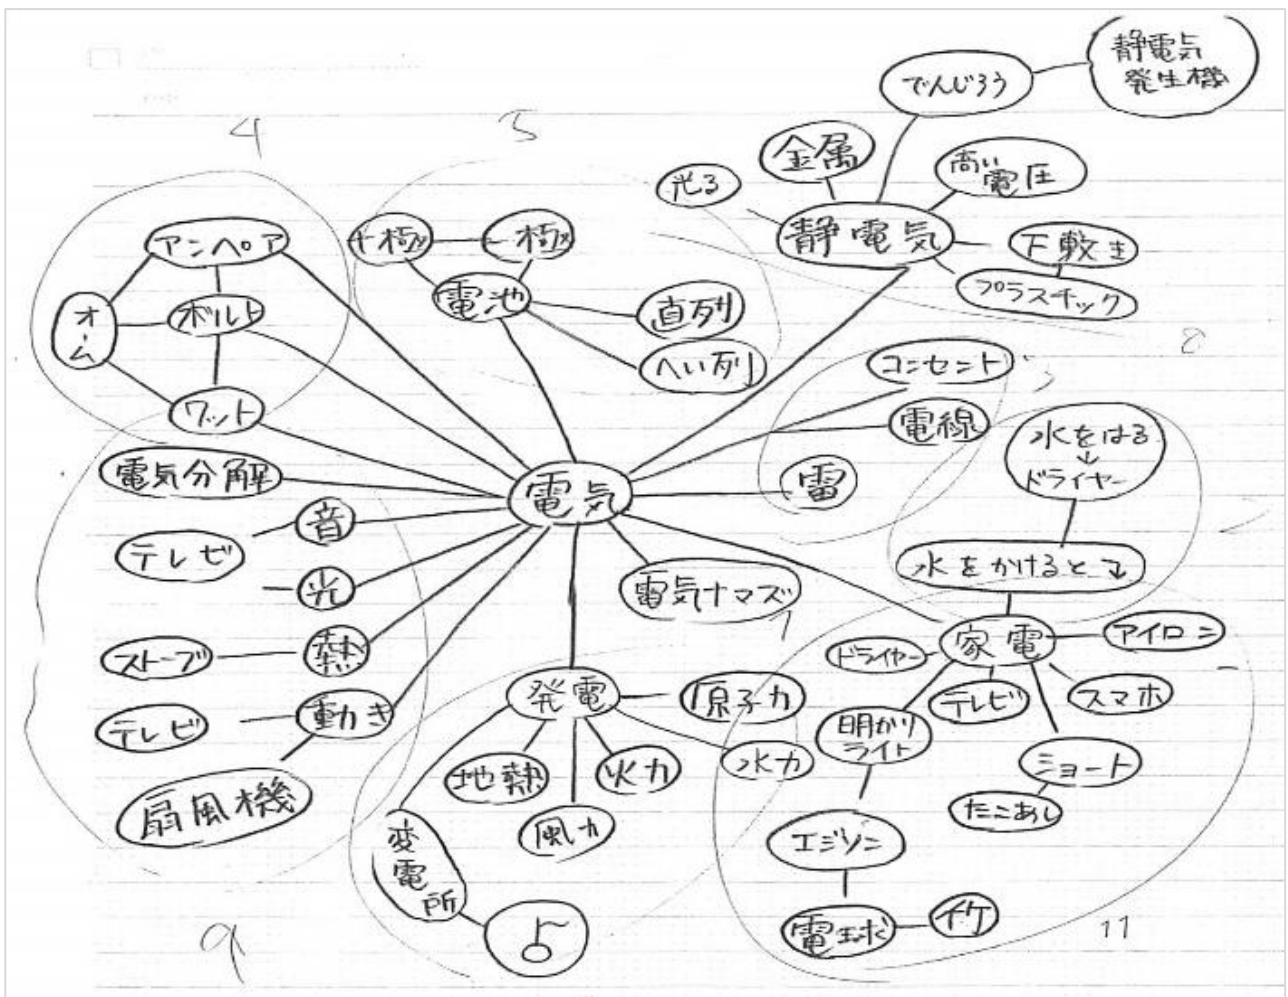 静電気
発生機
でんじろう
4
5
金属
高い
電圧
光る
静電気
下敷き
プラスチック
8
アンペア
+極
-極
電池
オーム
ボルト
直列
へい列
ワット
コンセント
電線
雷
水をはる
↓
ドライヤー
電気分解
電気
音
テレビ
光
水をかけると
電気ナマズ
7
ストーブ
熱
ドライヤー
家電
アイロン
発電
原子力
テレビ
スマホ
テレビ
動き
明かり
ライト
地熱
火力
水力
ショート
扇風機
風力
たこあし
変電所
エジソン
電球
竹
9
11